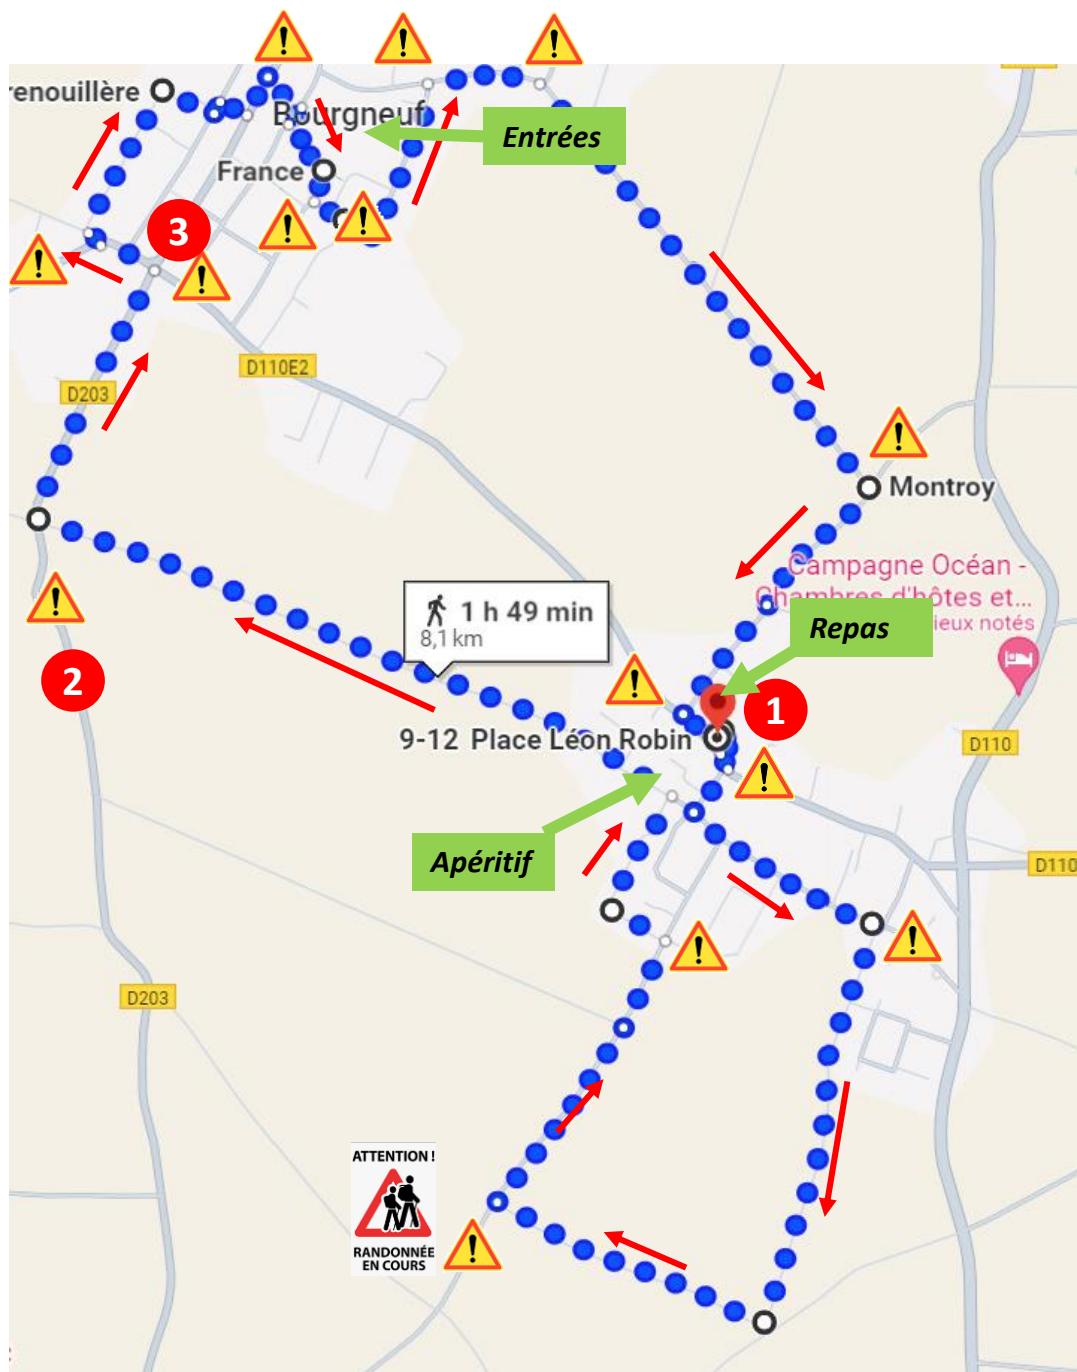 renouillère
Bourgneuf
Entrées
France
3
D110E2
D203
Montroy
Campagne Océan -
Chambres d'hôtes et...
ieux notés
1 h 49 min
8,1 km
Repas
2
1
9-12 Place Léon Robin
D110
Apéritif
D110
D203
ATTENTION !
RANDONNÉE
EN COURS